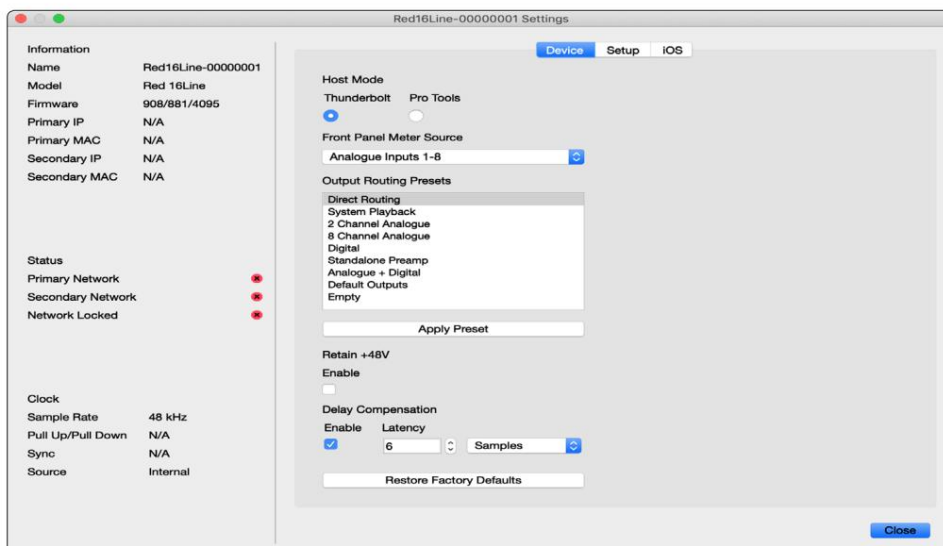 Red16Line-00000001 Settings
Information
Name Red16Line-00000001
Model Red 16Line
Firmware 908/881/4095
Primary IP N/A
Primary MAC N/A
Secondary IP N/A
Secondary MAC N/A
Status
Primary Network
Secondary Network
Network Locked
Clock
Sample Rate 48 kHz
Pull Up/Pull Down N/A
Sync N/A
Source Internal
Device Setup iOS
Host Mode
Thunderbolt Pro Tools
Front Panel Meter Source
Analogue Inputs 1-8
Output Routing Presets
Direct Routing
System Playback
2 Channel Analogue
8 Channel Analogue
Digital
Standalone Preamp
Analogue + Digital
Default Outputs
Empty
Apply Preset
Retain +48V
Enable
Delay Compensation
Enable Latency
6 Samples
Restore Factory Defaults
Close